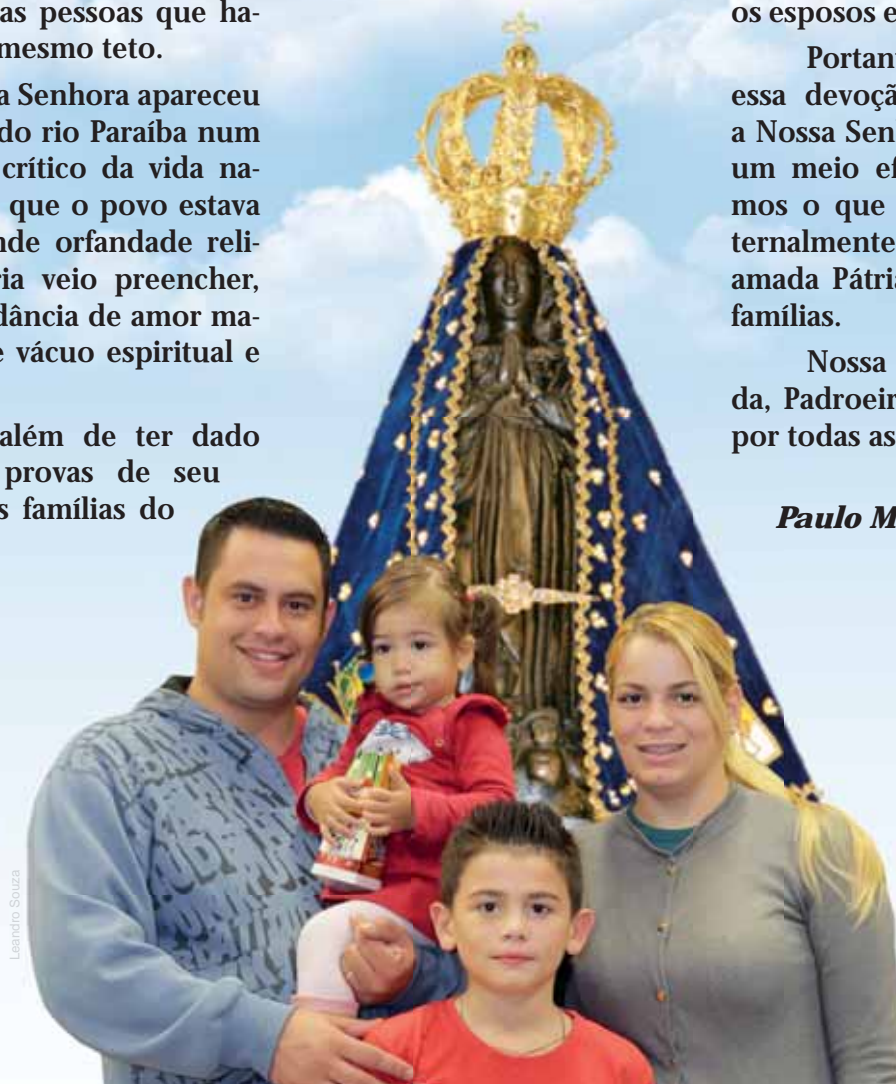 as pessoas que ha-
mesmo teto.
a Senhora apareceu
do rio Paraíba num
crítico da vida na-
que o povo estava
nde orfandade reli-
ria veio preencher,
dância de amor ma-
e vácuo espiritual e
além de ter dado
provas de seu
s famílias do
os esposos e
Portan
essa devoçã
a Nossa Sen
um meio ef
mos o que
ternalmente
amada Pátria
famílias.
Nossa
da, Padroeir
por todas as
Paulo M
Leandro Souza